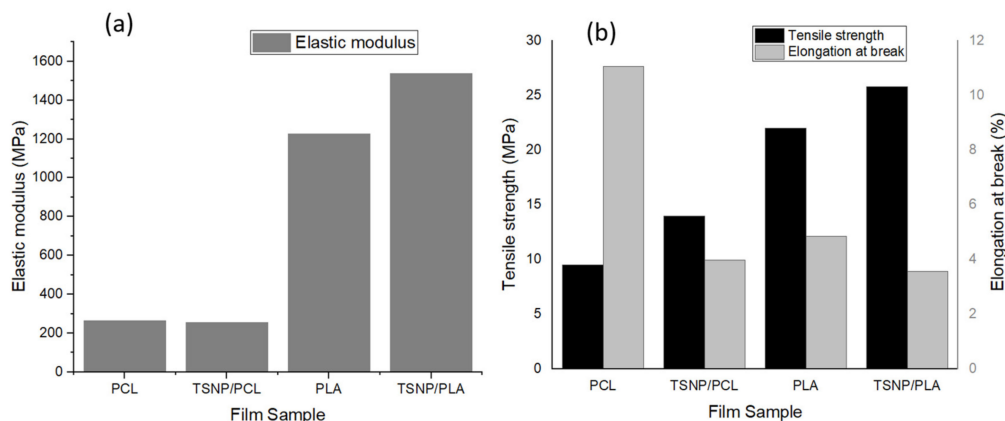 (a)
Elastic modulus
Elastic modulus (MPa)
1600
1400
1200
1000
800
600
400
200
0
PCL
TSNP/PCL
PLA
TSNP/PLA
Film Sample
(b)
Tensile strength
Elongation at break
Tensile strength (MPa)
30
25
20
15
10
5
0
12
10
8
6
4
2
0
Elongation at break (%)
PCL
TSNP/PCL
PLA
TSNP/PLA
Film Sample